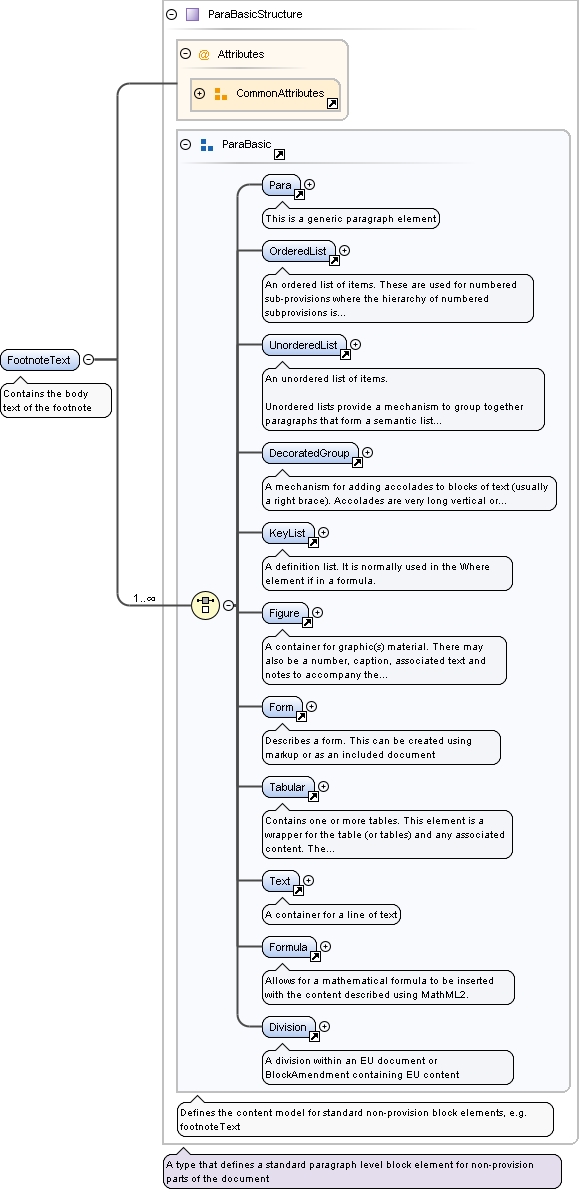 ParaBasicStructure
@ Attributes
CommonAttributes
ParaBasic
Para
This is a generic paragraph element
OrderedList
An ordered list of items. These are used for numbered
sub-provisions where the hierarchy of numbered
subprovisions is...
UnorderedList
An unordered list of items.
Unordered lists provide a mechanism to group together
paragraphs that form a semantic list...
FootnoteText
Contains the body
text of the footnote
DecoratedGroup
A mechanism for adding accolades to blocks of text (usually
a right brace). Accolades are very long vertical or...
KeyList
A definition list. It is normally used in the Where
element if in a formula.
1..∞
Figure
A container for graphic(s) material. There may
also be a number, caption, associated text and
notes to accompany the...
Form
Describes a form. This can be created using
markup or as an included document
Tabular
Contains one or more tables. This element is a
wrapper for the table (or tables) and any associated
content. The...
Text
A container for a line of text
Formula
Allows for a mathematical formula to be inserted
with the content described using MathML2.
Division
A division within an EU document or
BlockAmendment containing EU content
Defines the content model for standard non-provision block elements, e.g.
footnoteText
A type that defines a standard paragraph level block element for non-provision
parts of the document